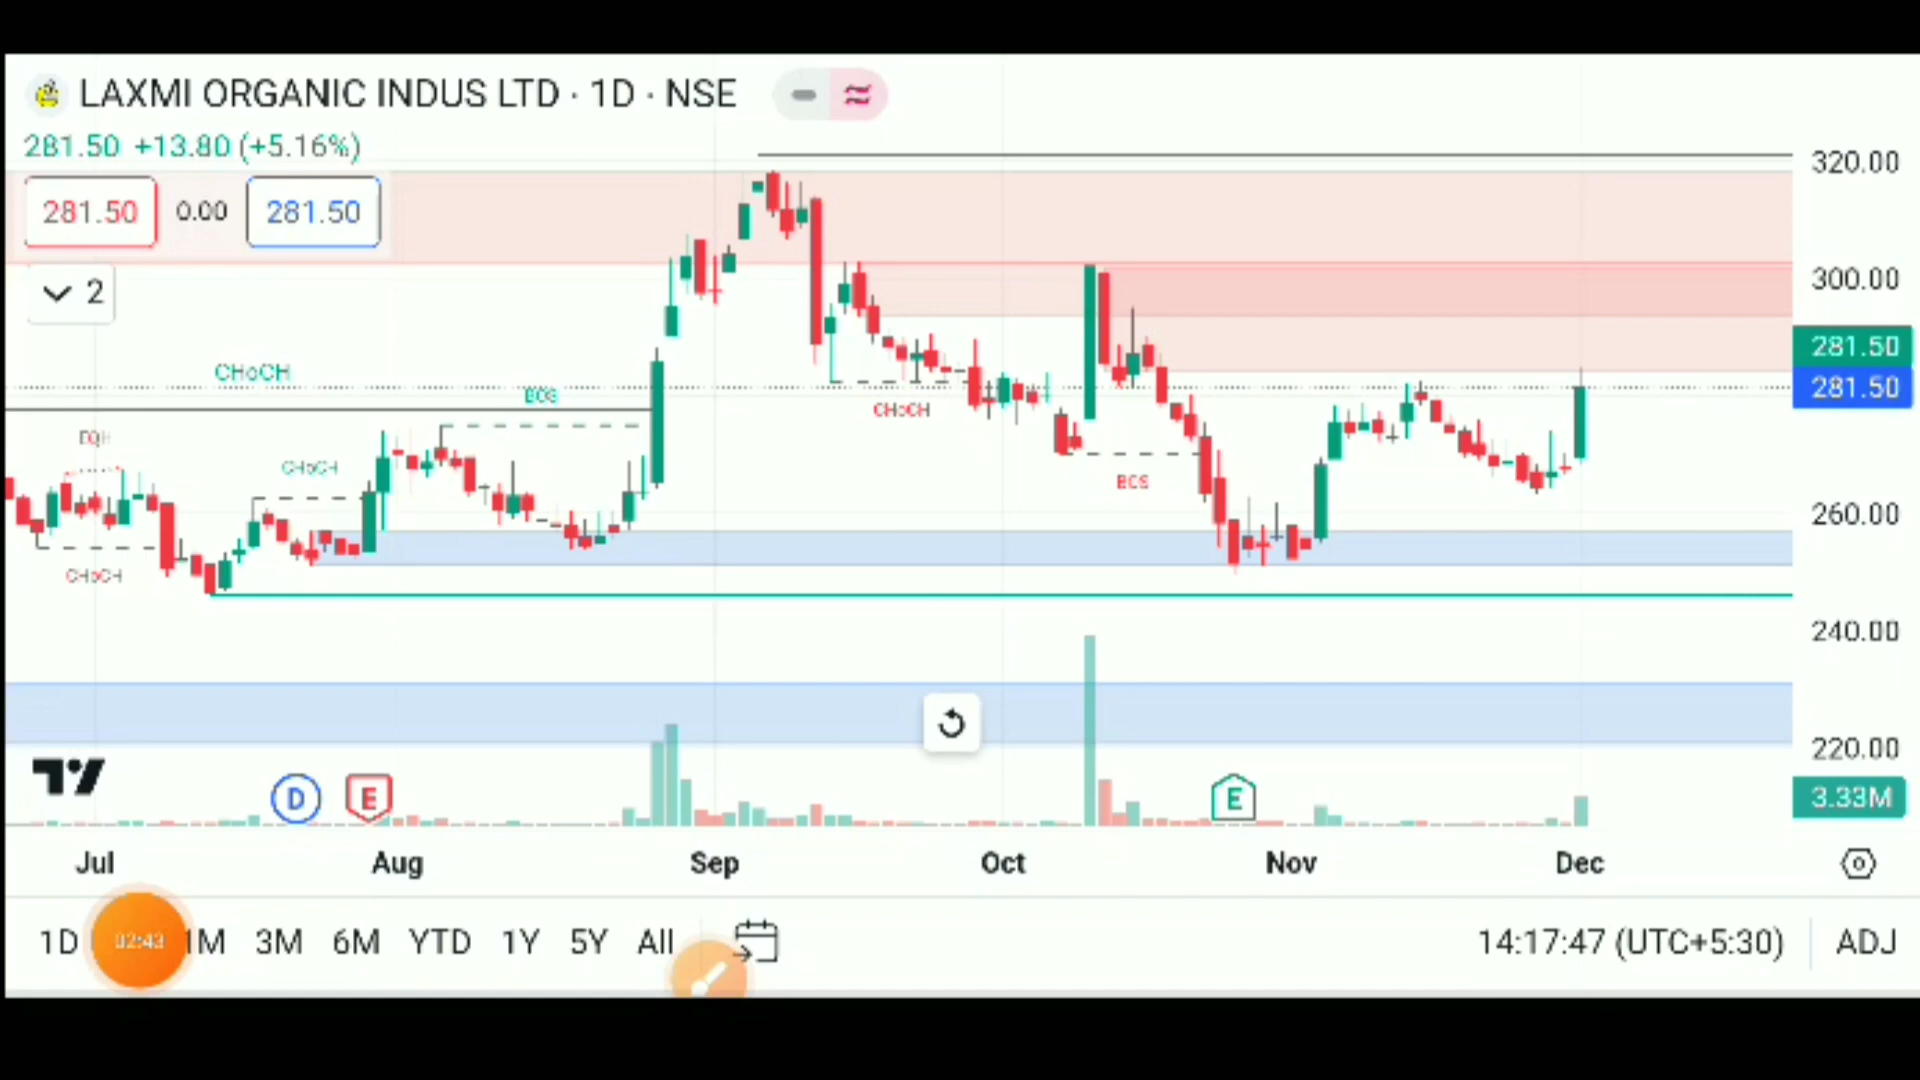 LAXMI ORGANIC INDUS LTD · 1D · NSE
281.50 +13.80 (+5.16%)
281.50 0.00 281.50
2
320.00
300.00
281.50
281.50
260.00
240.00
220.00
3.33M
CHoCH
BOS
EQH
CHoCH
CHoCH
CHoCH
BOS
D E E
Jul Aug Sep Oct Nov Dec
1D 02:43 1M 3M 6M YTD 1Y 5Y All 14:17:47 (UTC+5:30) ADJ